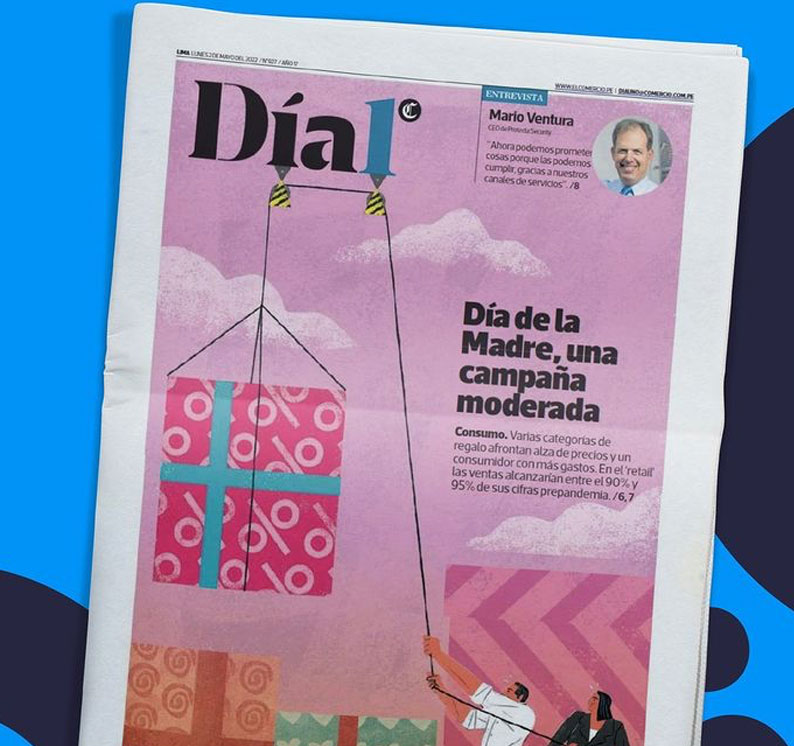 LIMA LUNES 2 DE MAYO DEL 2022 / N°927 / AÑO 17
WWW.ELCOMERCIO.PE | DIAUNO@COMERCIO.COM.PE
Día1
ENTREVISTA
Mario Ventura
CEO de Protecta Security
"Ahora podemos prometer
cosas porque las podemos
cumplir, gracias a nuestros
canales de servicios". /8
Día de la
Madre, una
campaña
moderada
Consumo. Varias categorías de
regalo afrontan alza de precios y un
consumidor con más gastos. En el 'retail'
las ventas alcanzarían entre el 90% y
95% de sus cifras prepandemia. /6,7